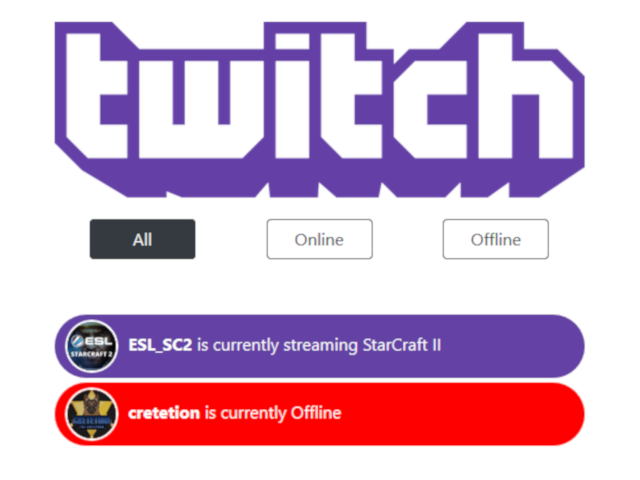 twitch
All
Online
Offline
ESL
STARCRAFT 2
ESL_SC2 is currently streaming StarCraft II
cretetion is currently Offline